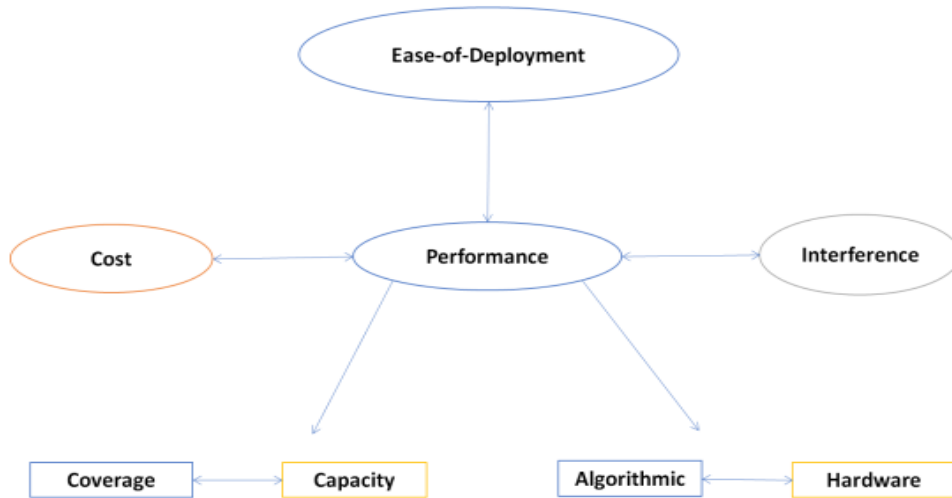 Ease-of-Deployment
Cost
Performance
Interference
Coverage
Capacity
Algorithmic
Hardware